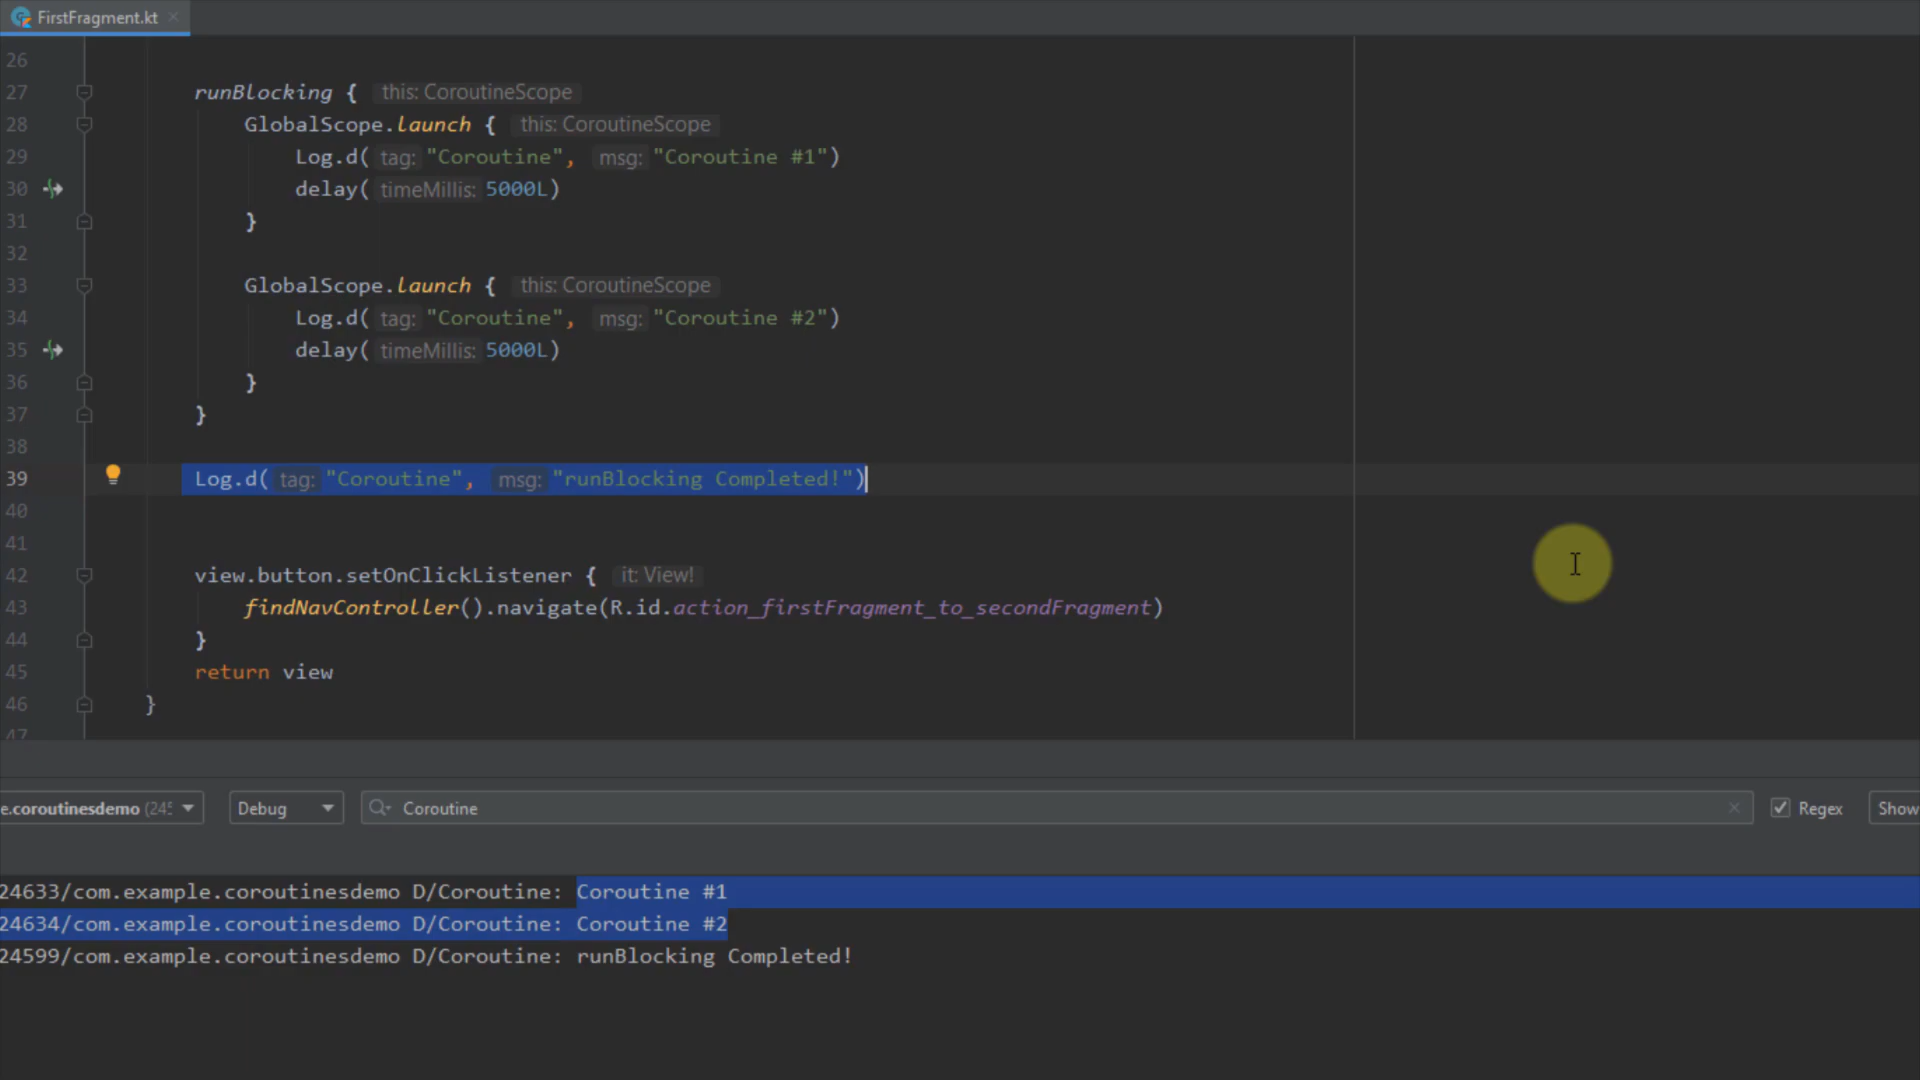 FirstFragment.kt
26
27 runBlocking { this: CoroutineScope
28 GlobalScope.launch { this: CoroutineScope
29 Log.d( tag: "Coroutine", msg: "Coroutine #1")
30 delay( timeMillis: 5000L)
31 }
32
33 GlobalScope.launch { this: CoroutineScope
34 Log.d( tag: "Coroutine", msg: "Coroutine #2")
35 delay( timeMillis: 5000L)
36 }
37 }
38
39 Log.d( tag: "Coroutine", msg: "runBlocking Completed!")
40
41
42 view.button.setOnClickListener { it: View!
43 findNavController().navigate(R.id.action_firstFragment_to_secondFragment)
44 }
45 return view
46 }
47
e.coroutinesdemo (245 Debug Coroutine Regex Show
24633/com.example.coroutinesdemo D/Coroutine: Coroutine #1
24634/com.example.coroutinesdemo D/Coroutine: Coroutine #2
24599/com.example.coroutinesdemo D/Coroutine: runBlocking Completed!